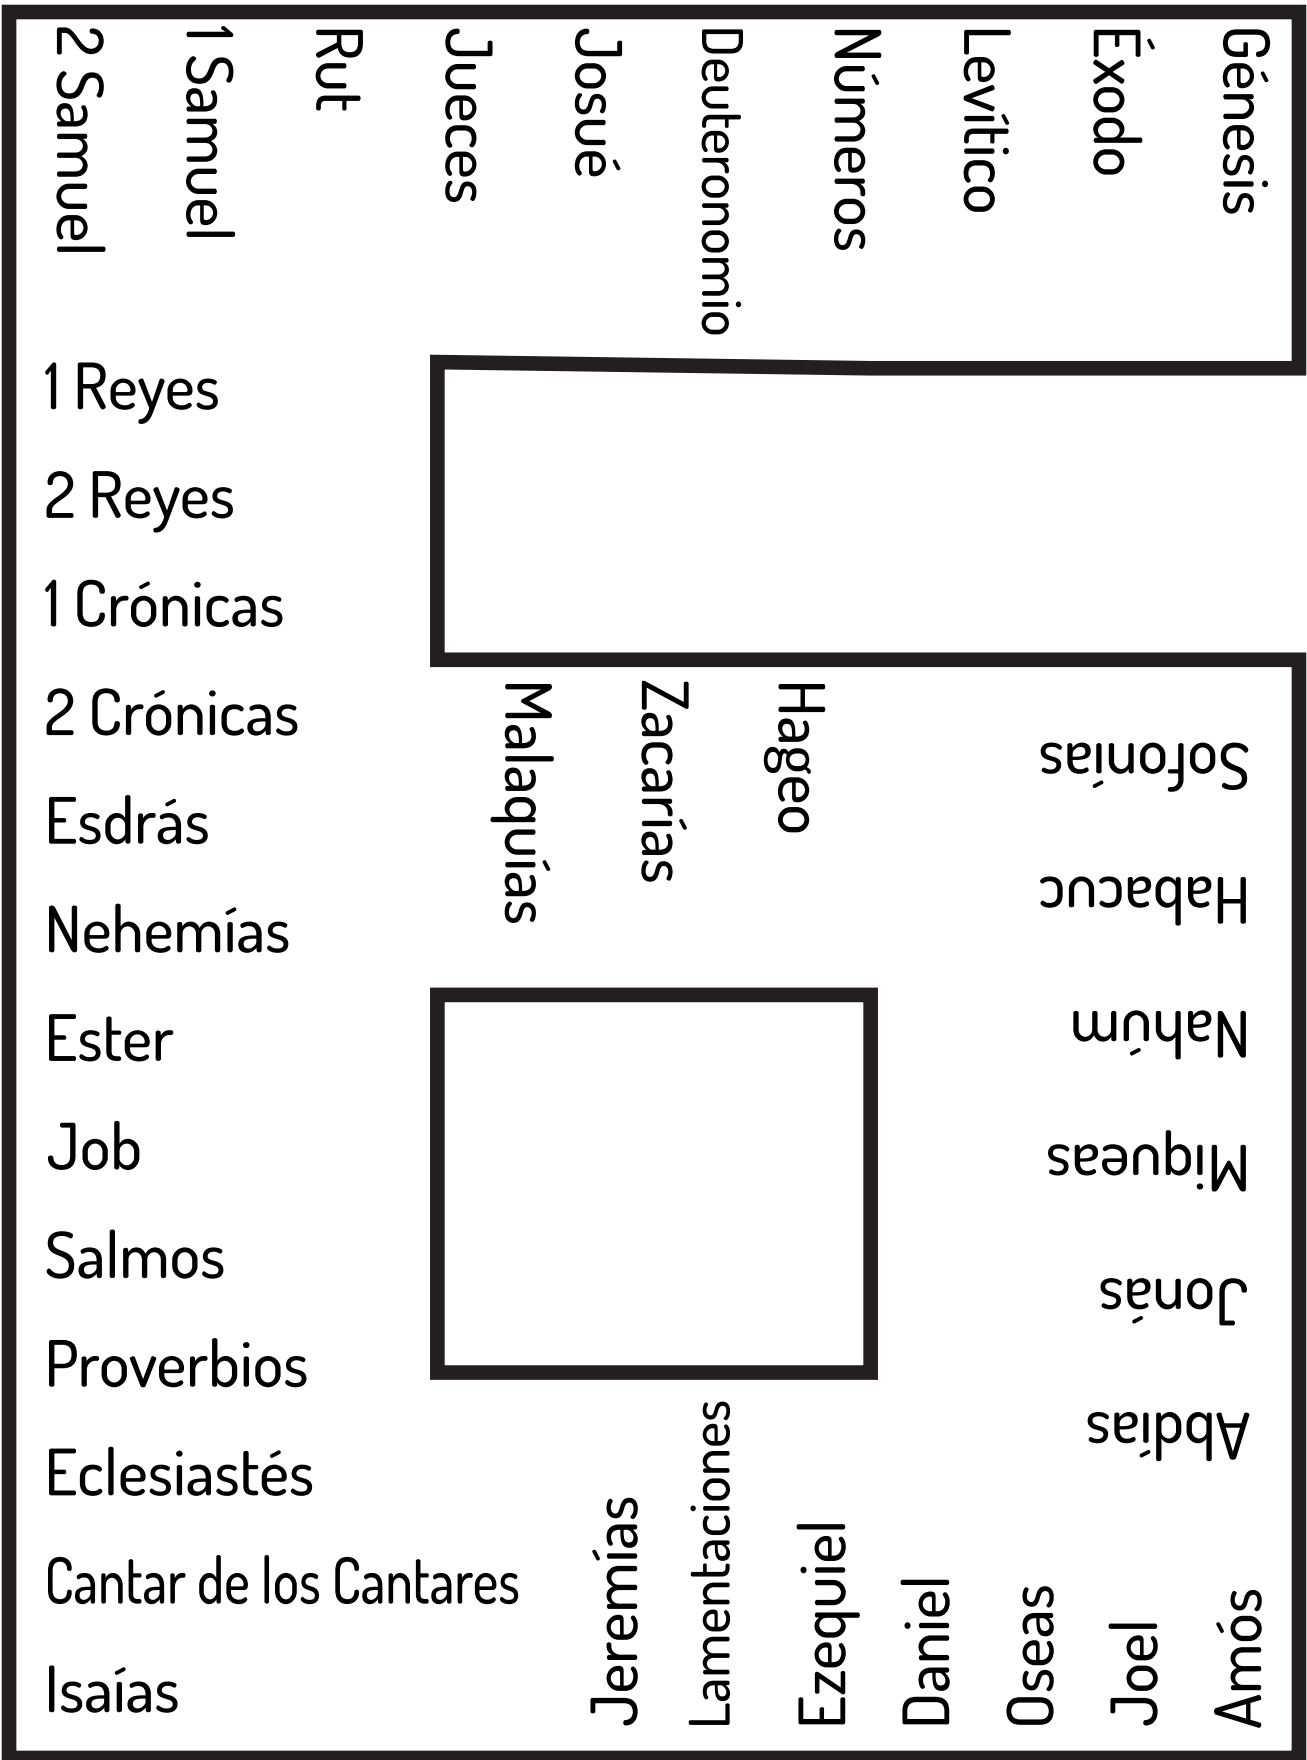 Génesis
Éxodo
Levítico
Números
Deuteronomio
Josué
Jueces
Rut
1 Samuel
2 Samuel
1 Reyes
2 Reyes
1 Crónicas
2 Crónicas
Esdrás
Nehemías
Ester
Job
Salmos
Proverbios
Eclesiastés
Cantar de los Cantares
Isaías
Jeremías
Lamentaciones
Ezequiel
Daniel
Oseas
Joel
Amós
Abdías
Jonás
Miqueas
Nahúm
Habacuc
Sofonías
Hageo
Zacarías
Malaquías